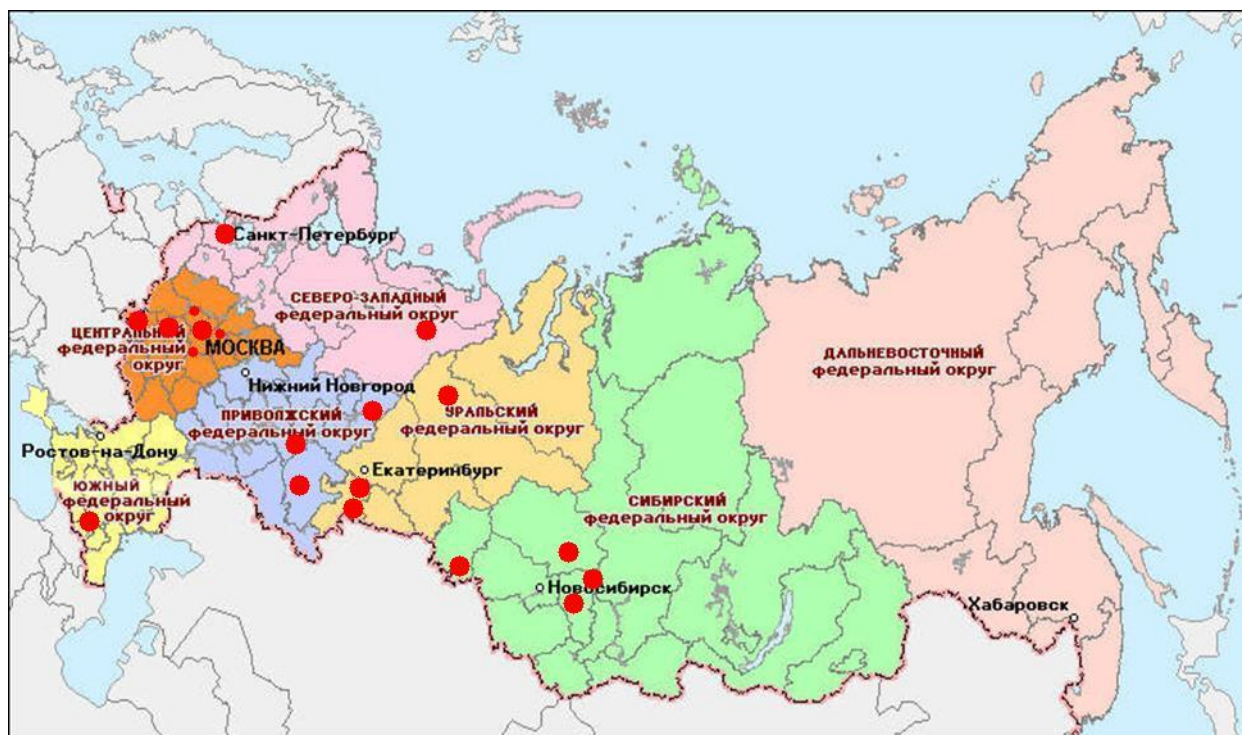 Санкт-Петербург
СЕВЕРО-ЗАПАДНЫЙ
федеральный округ
ЦЕНТРАЛЬНЫЙ
федеральный
округ
МОСКВА
Нижний Новгород
ДАЛЬНЕВОСТОЧНЫЙ
федеральный округ
ПРИВОЛЖСКИЙ
федеральный округ
УРАЛЬСКИЙ
федеральный округ
Ростов-на-Дону
Екатеринбург
ЮЖНЫЙ
федеральный
округ
СИБИРСКИЙ
федеральный округ
Новосибирск
Хабаровск